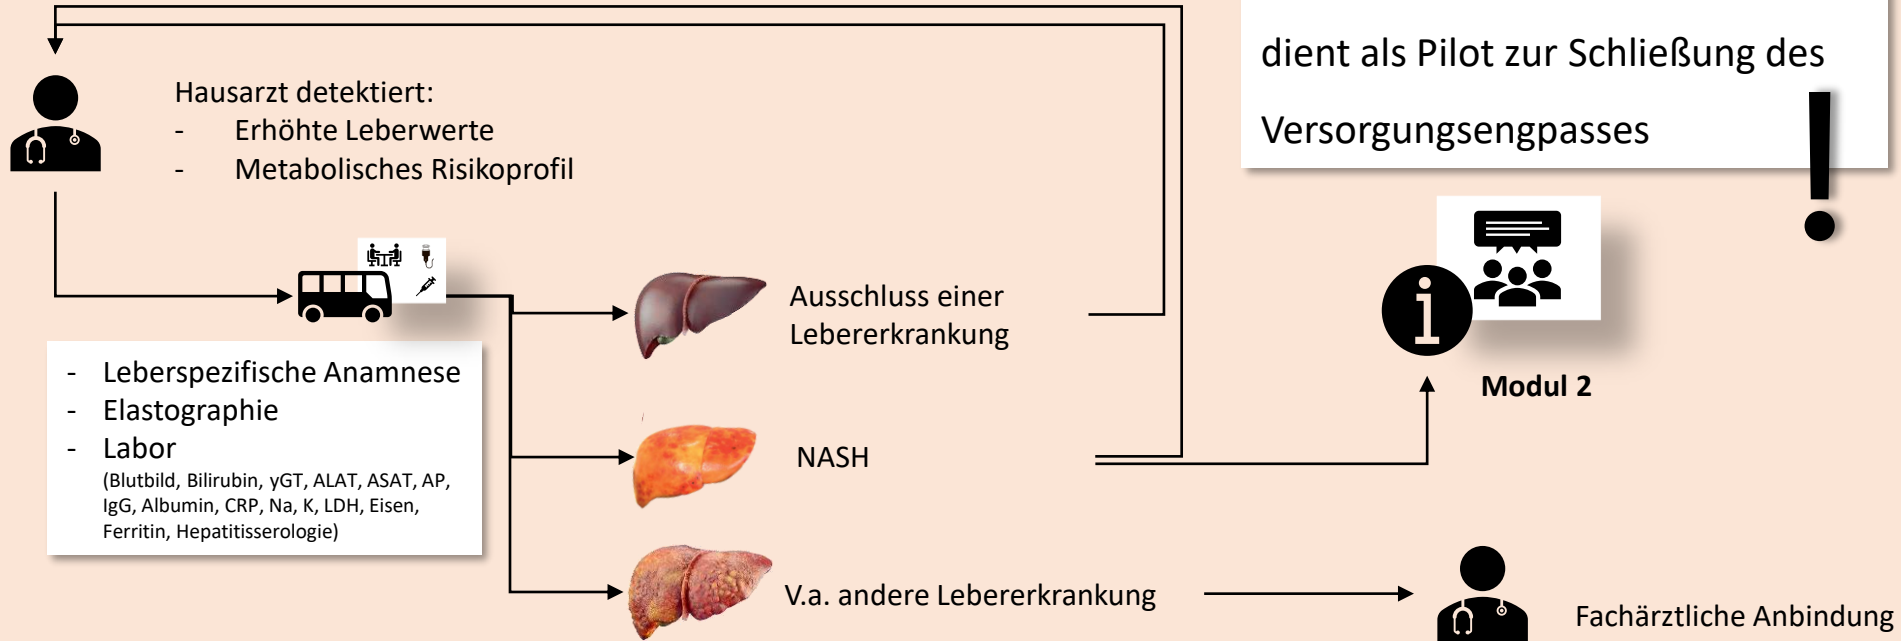 dient als Pilot zur Schließung des
Versorgungsengpasses
!
Hausarzt detektiert:
- Erhöhte Leberwerte
- Metabolisches Risikoprofil
Ausschluss einer
Lebererkrankung
i
Modul 2
- Leberspezifische Anamnese
- Elastographie
- Labor
(Blutbild, Bilirubin, yGT, ALAT, ASAT, AP,
IgG, Albumin, CRP, Na, K, LDH, Eisen,
Ferritin, Hepatitisserologie)
NASH
V.a. andere Lebererkrankung
Fachärztliche Anbindung